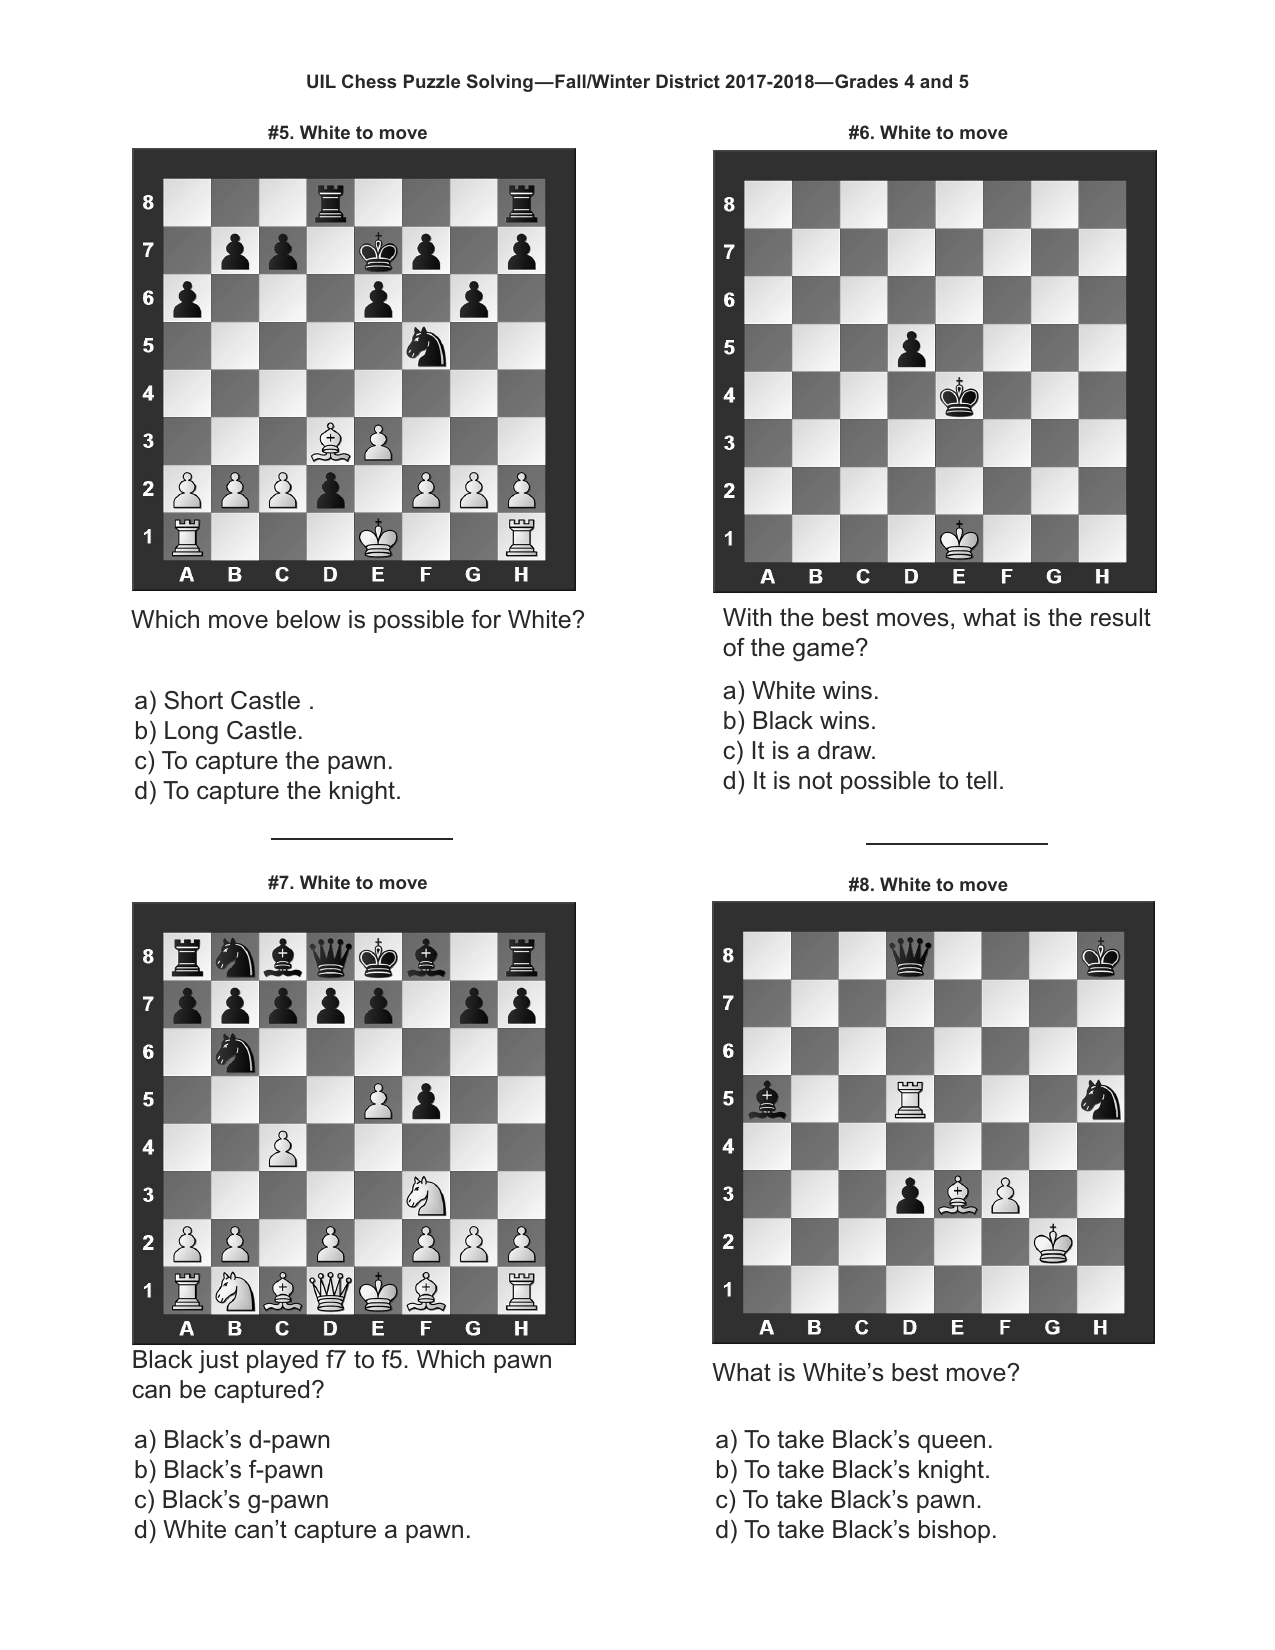 UIL Chess Puzzle Solving—Fall/Winter District 2017-2018—Grades 4 and 5
#5. White to move
8
7
6
5
4
3
2
1
A B C D E F G H
Which move below is possible for White?
a) Short Castle .
b) Long Castle.
c) To capture the pawn.
d) To capture the knight.
#6. White to move
8
7
6
5
4
3
2
1
A B C D E F G H
With the best moves, what is the result
of the game?
a) White wins.
b) Black wins.
c) It is a draw.
d) It is not possible to tell.
#7. White to move
8
7
6
5
4
3
2
1
A B C D E F G H
Black just played f7 to f5. Which pawn
can be captured?
a) Black’s d-pawn
b) Black’s f-pawn
c) Black’s g-pawn
d) White can’t capture a pawn.
#8. White to move
8
7
6
5
4
3
2
1
A B C D E F G H
What is White’s best move?
a) To take Black’s queen.
b) To take Black’s knight.
c) To take Black’s pawn.
d) To take Black’s bishop.